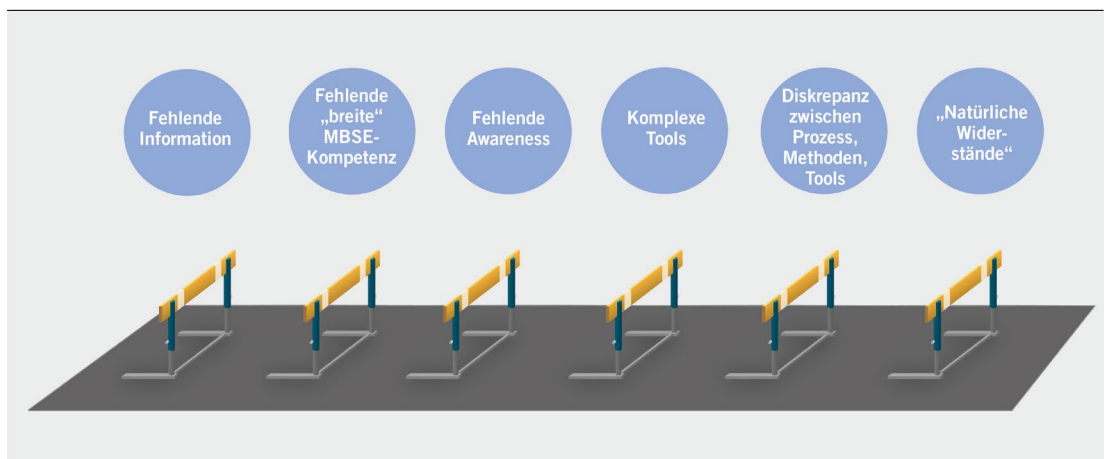 Fehlende
Information
Fehlende
„breite“
MBSE-
Kompetenz
Fehlende
Awareness
Komplexe
Tools
Diskrepanz
zwischen
Prozess,
Methoden,
Tools
„Natürliche
Wider-
stände“